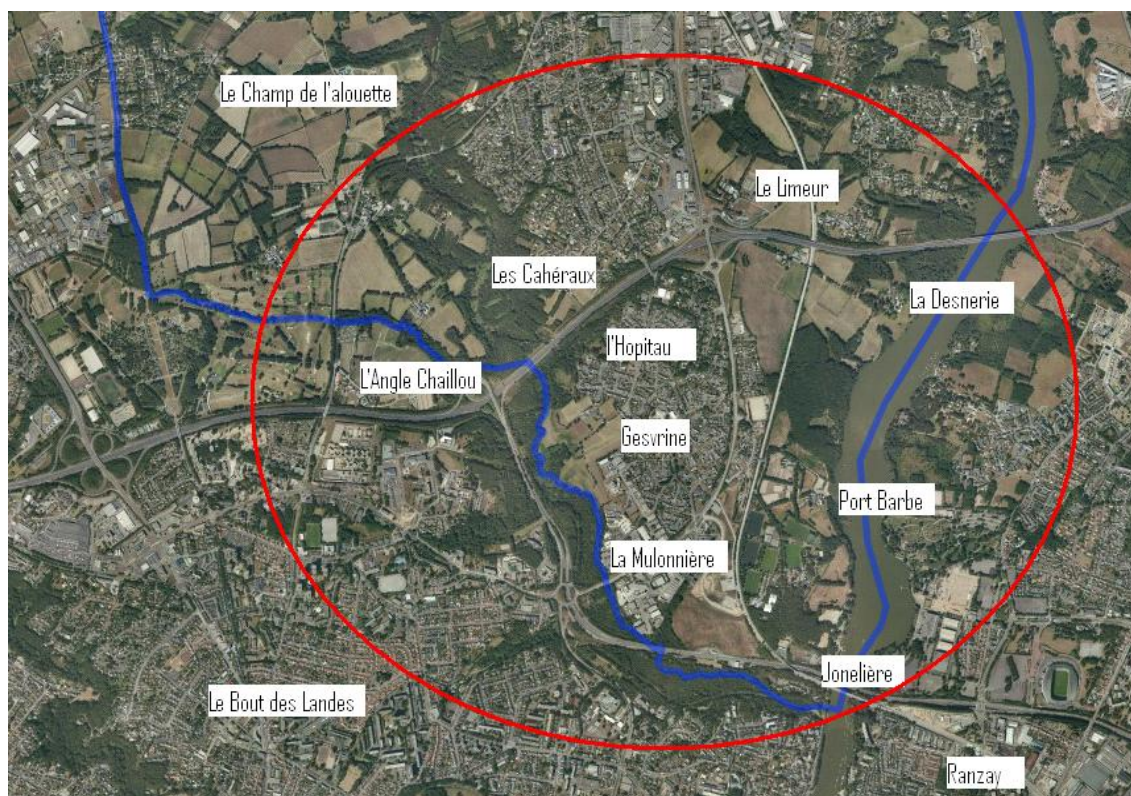 Le Champ de l'alouette
Le Limeur
Les Cahéraux
La Desnerie
l'Hopitau
L'Angle Chaillou
Gesvrine
Port Barbe
La Mulonnière
Jonelière
Le Bout des Landes
Ranzay